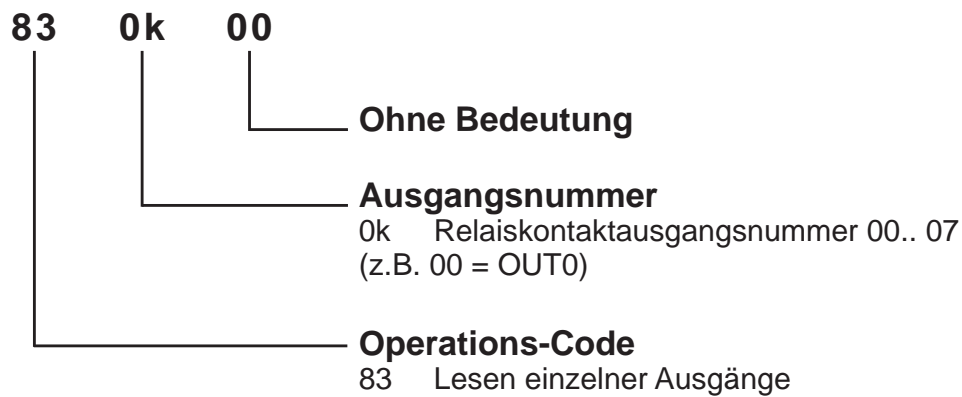 83 0k 00
Ohne Bedeutung
Ausgangsnummer
0k Relaiskontaktausgangsnummer 00.. 07
(z.B. 00 = OUT0)
Operations-Code
83 Lesen einzelner Ausgänge